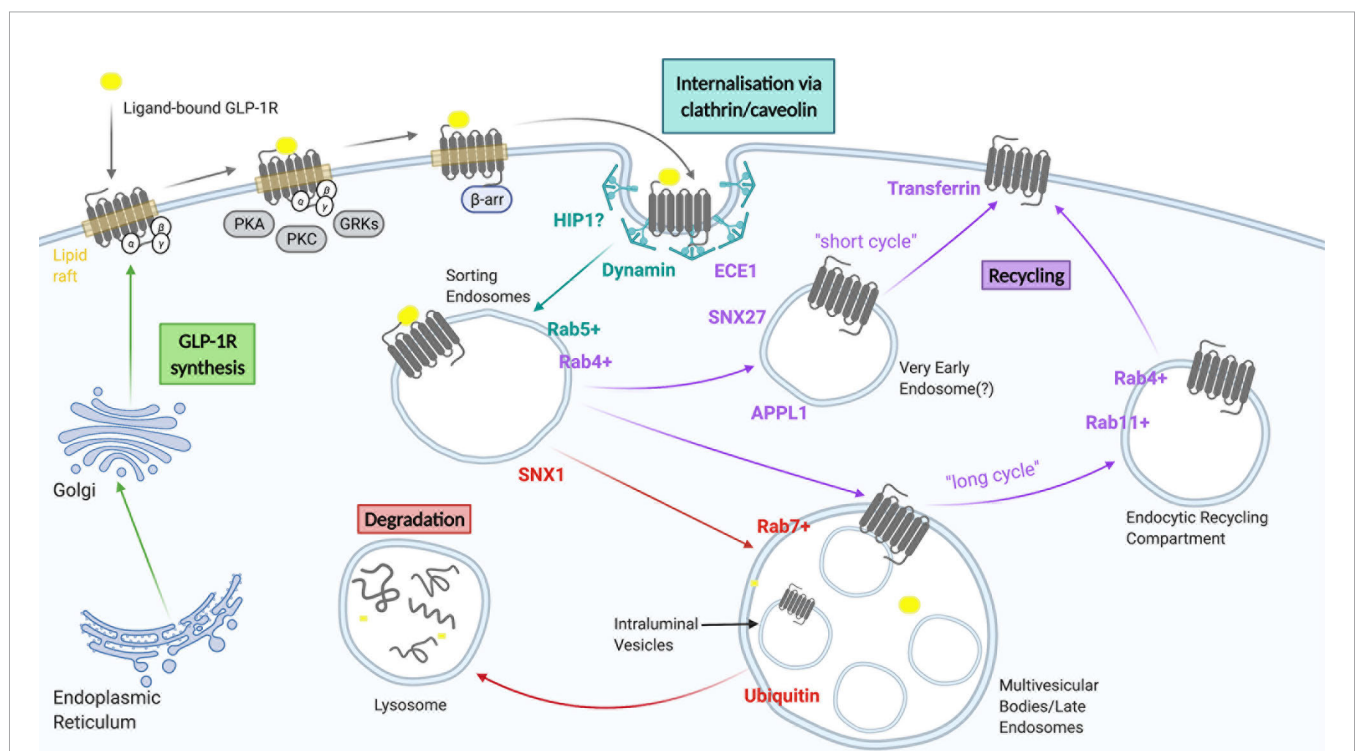 Internalisation via
clathrin/caveolin
Ligand-bound GLP-1R
β-arr
α
β
γ
α
β
γ
PKA
PKC
GRKs
Lipid
raft
HIP1?
Dynamin
ECE1
Transferrin
"short cycle"
Recycling
Sorting
Endosomes
Rab5+
Rab4+
SNX27
Very Early
Endosome(?)
APPL1
GLP-1R
synthesis
Golgi
Endoplasmic
Reticulum
SNX1
Degradation
Lysosome
Rab7+
Intraluminal
Vesicles
Ubiquitin
Multivesicular
Bodies/Late
Endosomes
"long cycle"
Rab4+
Rab11+
Endocytic Recycling
Compartment